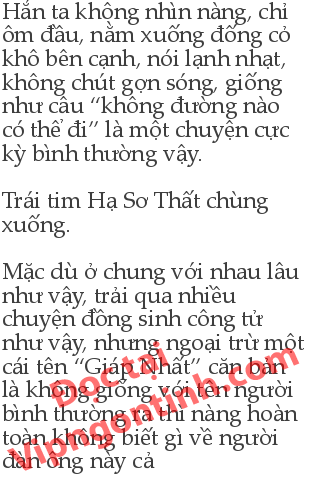 Hắn ta không nhìn nàng, chỉ
ôm đầu, nằm xuống đống cỏ
khô bên cạnh, nói lạnh nhạt,
không chút gợn sóng, giống
như câu “không đường nào
có thể đi” là một chuyện cực
kỳ bình thường vậy.
Trái tim Hạ Sơ Thất chùng
xuống.
Mặc dù ở chung với nhau lâu
như vậy, trải qua nhiều
chuyện đồng sinh công tử
như vậy, nhưng ngoại trừ một
cái tên “Giáp Nhất” căn bản
là không giống với tên người
bình thường ra thì nàng hoàn
toàn không biết gì về người
đàn ông này cả
Đọc tại
Vipngontinh.com